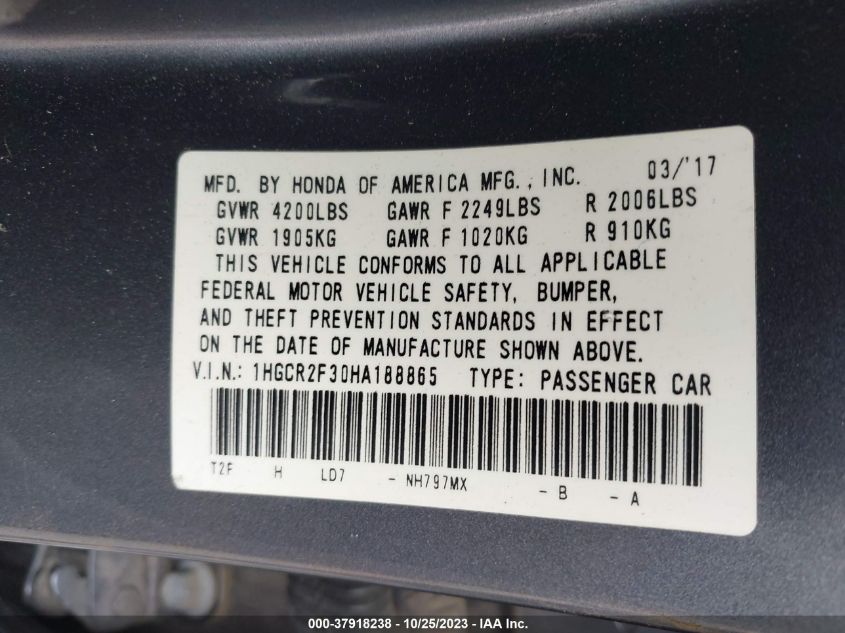 MFD. BY HONDA OF AMERICA MFG., INC. 03/'17
GVWR 4200LBS GAWR F 2249LBS R 2006LBS
GVWR 1905KG GAWR F 1020KG R 910KG
THIS VEHICLE CONFORMS TO ALL APPLICABLE
FEDERAL MOTOR VEHICLE SAFETY, BUMPER,
AND THEFT PREVENTION STANDARDS IN EFFECT
ON THE DATE OF MANUFACTURE SHOWN ABOVE.
V.I.N.: 1HGCR2F30HA188865 TYPE: PASSENGER CAR
T2F H LD7 - NH797MX - B - A
000-37918238 - 10/25/2023 - IAA Inc.